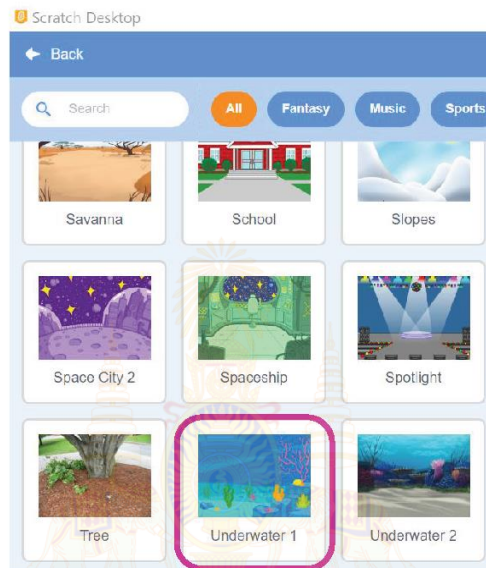 Scratch Desktop
Back
Search
All
Fantasy
Music
Sports
Savanna
School
Slopes
Space City 2
Spaceship
Spotlight
Tree
Underwater 1
Underwater 2